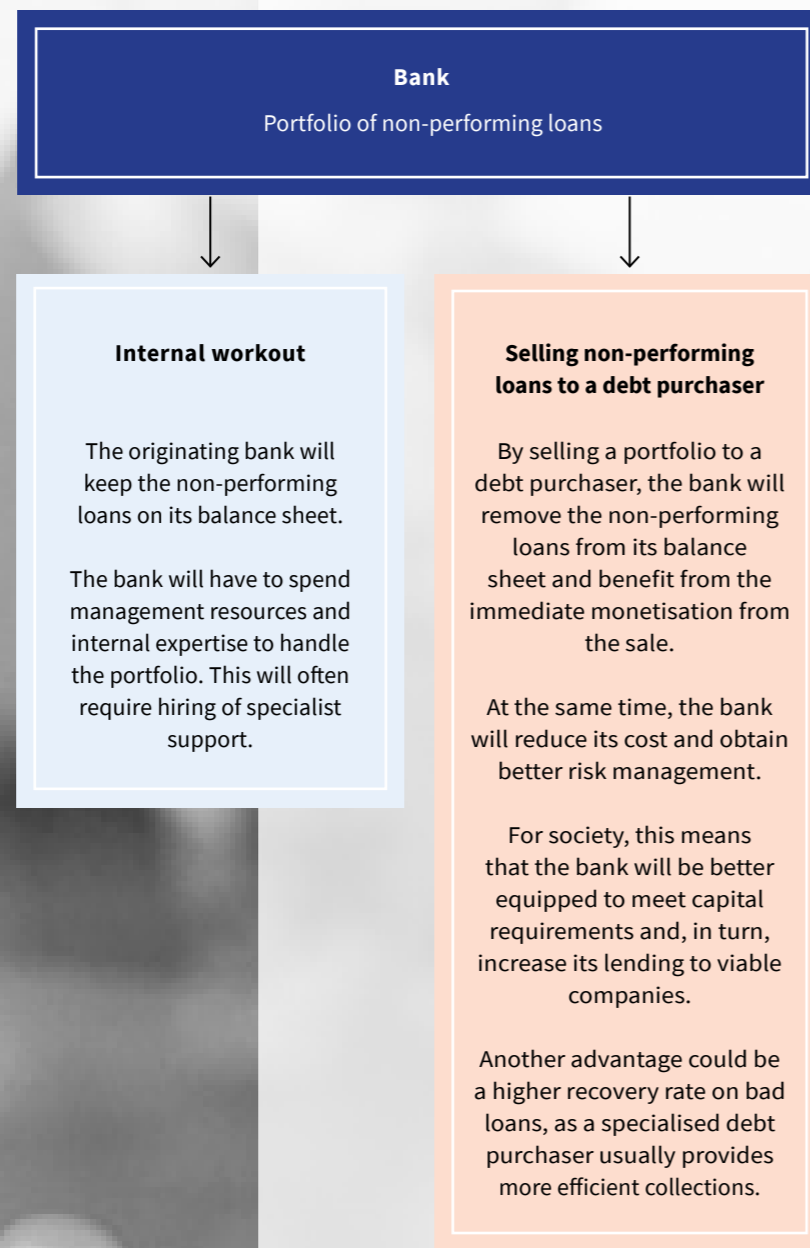 Bank
Portfolio of non-performing loans
Internal workout
The originating bank will
keep the non-performing
loans on its balance sheet.
The bank will have to spend
management resources and
internal expertise to handle
the portfolio. This will often
require hiring of specialist
support.
Selling non-performing
loans to a debt purchaser
By selling a portfolio to a
debt purchaser, the bank will
remove the non-performing
loans from its balance
sheet and benefit from the
immediate monetisation from
the sale.
At the same time, the bank
will reduce its cost and obtain
better risk management.
For society, this means
that the bank will be better
equipped to meet capital
requirements and, in turn,
increase its lending to viable
companies.
Another advantage could be
a higher recovery rate on bad
loans, as a specialised debt
purchaser usually provides
more efficient collections.